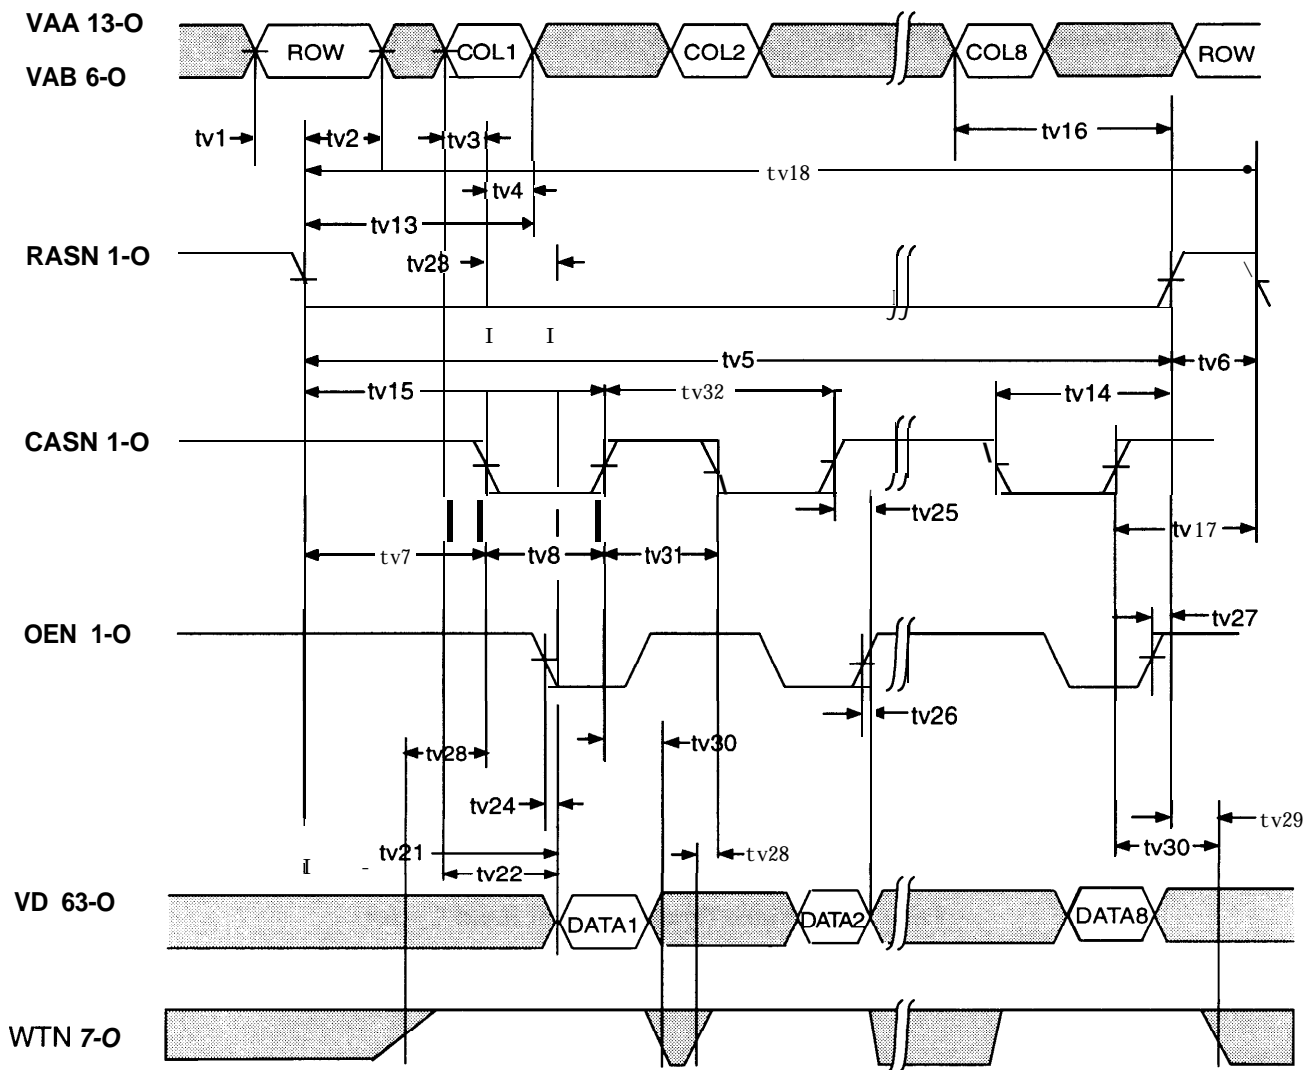 VAA 13-O
ROW COL1 COL2 COL8 ROW
VAB 6-O
tv1 tv2 tv3 tv16
tv18
tv4
tv13
RASN 1-O
tv23
I I
tv5 tv6
tv15 tv32 tv14
CASN 1-O
tv25
tv17
tv7 tv8 tv31
OEN 1-O
tv27
tv26
tv28 tv30
tv24
tv29
tv30
tv21 tv28
tv22
VD 63-O
DATA1 DATA2 DATA8
WTN 7-O